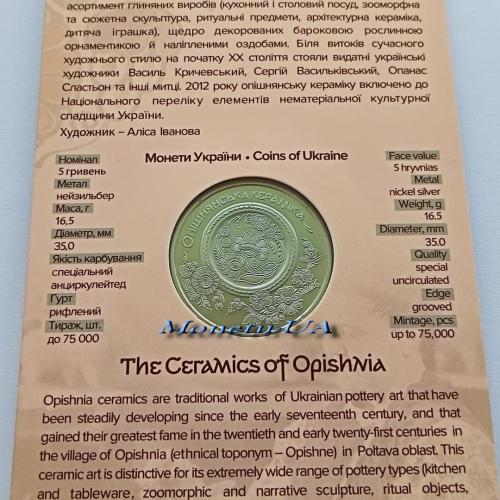 асортимент глиняних виробів (кухонний і столовий посуд, зооморфна
та сюжетна скульптура, ритуальні предмети, архітектурна кераміка,
дитяча іграшка), щедро декорованих бароковою рослинною
орнаментикою й наліпленими оздобами. Біля витоків сучасного
художнього стилю на початку ХХ століття стояли видатні українські
художники Василь Кричевський, Сергій Васильківський, Опанас
Сластьон та інші митці. 2012 року опішнянську кераміку включено до
Національного переліку елементів нематеріальної культурної
спадщини України.
Художник – Аліса Іванова
Монети України • Coins of Ukraine
Номінал
5 гривень
Метал
нейзильбер
Маса, г
16,5
Діаметр, мм
35,0
Якість карбування
спеціальний
анциркулейтед
Гурт
рифлений
Тираж, шт.
до 75 000
ОПІШНЯНСЬКА КЕРАМІКА
Face value
5 hryvnias
Metal
nickel silver
Weight, g
16.5
Diameter, mm
35.0
Quality
special
uncirculated
Edge
grooved
Mintage, pcs
up to 75,000
Monetu-UA
The Ceramics of Opishnia
Opishnia ceramics are traditional works of Ukrainian pottery art that have
been steadily developing since the early seventeenth century, and that
gained their greatest fame in the twentieth and early twenty-first centuries in
the village of Opishnia (ethnical toponym – Opishne) in Poltava oblast. This
ceramic art is distinctive for its extremely wide range of pottery types (kitchen
and tableware, zoomorphic and narrative sculpture, ritual objects,